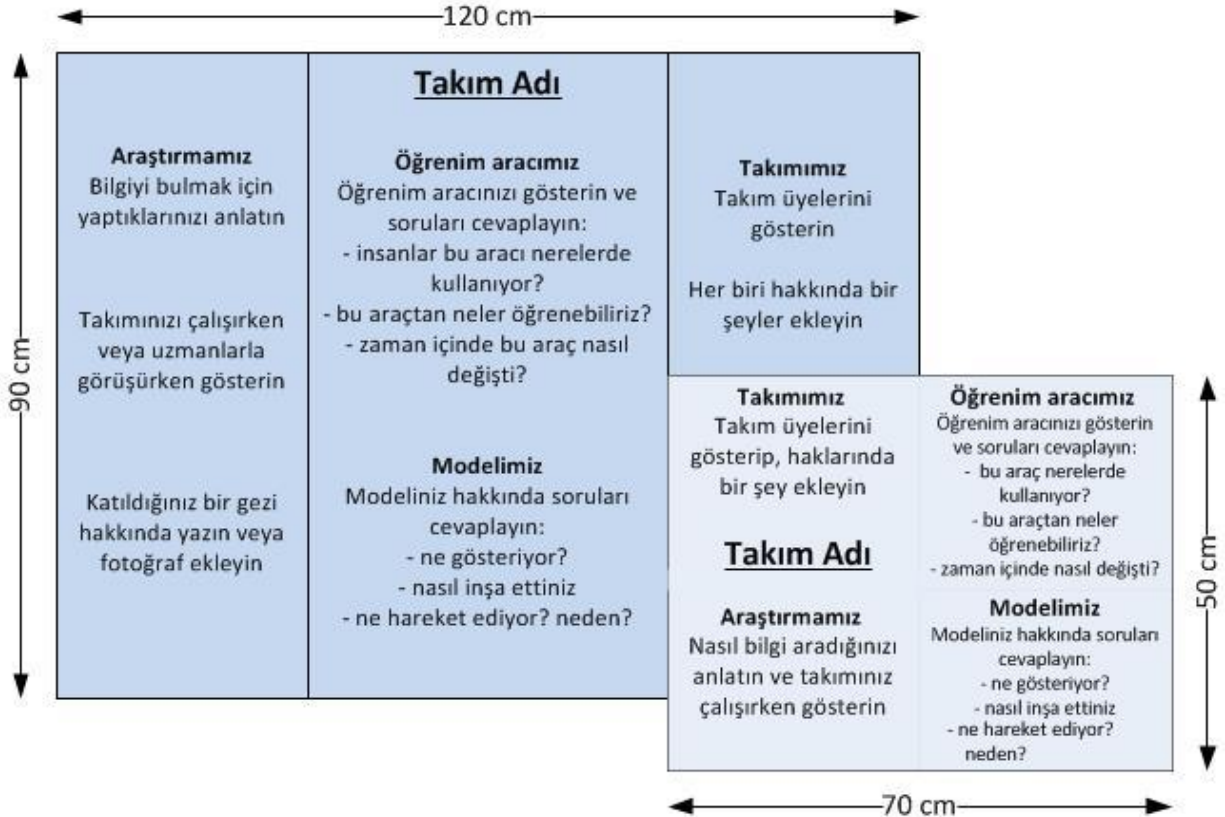 120 cm
90 cm
Araştırmamız
Bilgiyi bulmak için
yaptıklarınızı anlatın
Takımınızı çalışırken
veya uzmanlarla
görüşürken gösterin
Katıldığınız bir gezi
hakkında yazın veya
fotoğraf ekleyin
Takım Adı
Öğrenim aracımız
Öğrenim aracınızı gösterin ve
soruları cevaplayın:
- insanlar bu aracı nerelerde
kullanıyor?
- bu araçtan neler öğrenebiliriz?
- zaman içinde bu araç nasıl
değişti?
Modelimiz
Modeliniz hakkında soruları
cevaplayın:
- ne gösteriyor?
- nasıl inşa ettiniz
- ne hareket ediyor? neden?
Takımımız
Takım üyelerini
gösterin
Her biri hakkında bir
şeyler ekleyin
Takımımız
Takım üyelerini
gösterip, haklarında
bir şey ekleyin
Takım Adı
Araştırmamız
Nasıl bilgi aradığınızı
anlatın ve takımınız
çalışırken gösterin
Öğrenim aracımız
Öğrenim aracınızı gösterin
ve soruları cevaplayın:
- bu araç nerelerde
kullanıyor?
- bu araçtan neler
öğrenebiliriz?
- zaman içinde nasıl değişti?
Modelimiz
Modeliniz hakkında soruları
cevaplayın:
- ne gösteriyor?
- nasıl inşa ettiniz
- ne hareket ediyor?
neden?
50 cm
70 cm